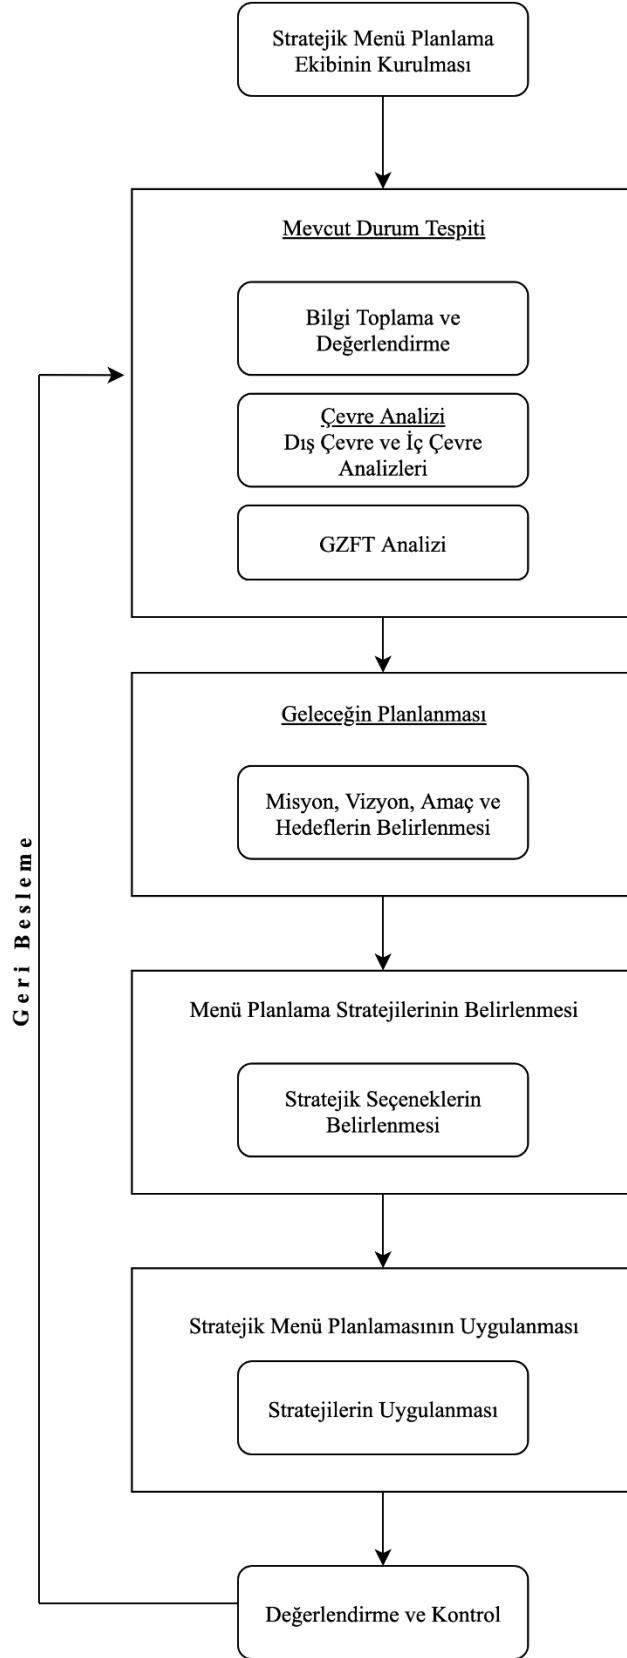 Stratejik Menü Planlama
Ekibinin Kurulması
Mevcut Durum Tespiti
Bilgi Toplama ve
Değerlendirme
Çevre Analizi
Dış Çevre ve İç Çevre
Analizleri
GZFT Analizi
Geleceğin Planlanması
Misyon, Vizyon, Amaç ve
Hedeflerin Belirlenmesi
Geri Besleme
Menü Planlama Stratejilerinin Belirlenmesi
Stratejik Seçeneklerin
Belirlenmesi
Stratejik Menü Planlamasının Uygulanması
Stratejilerin Uygulanması
Değerlendirme ve Kontrol